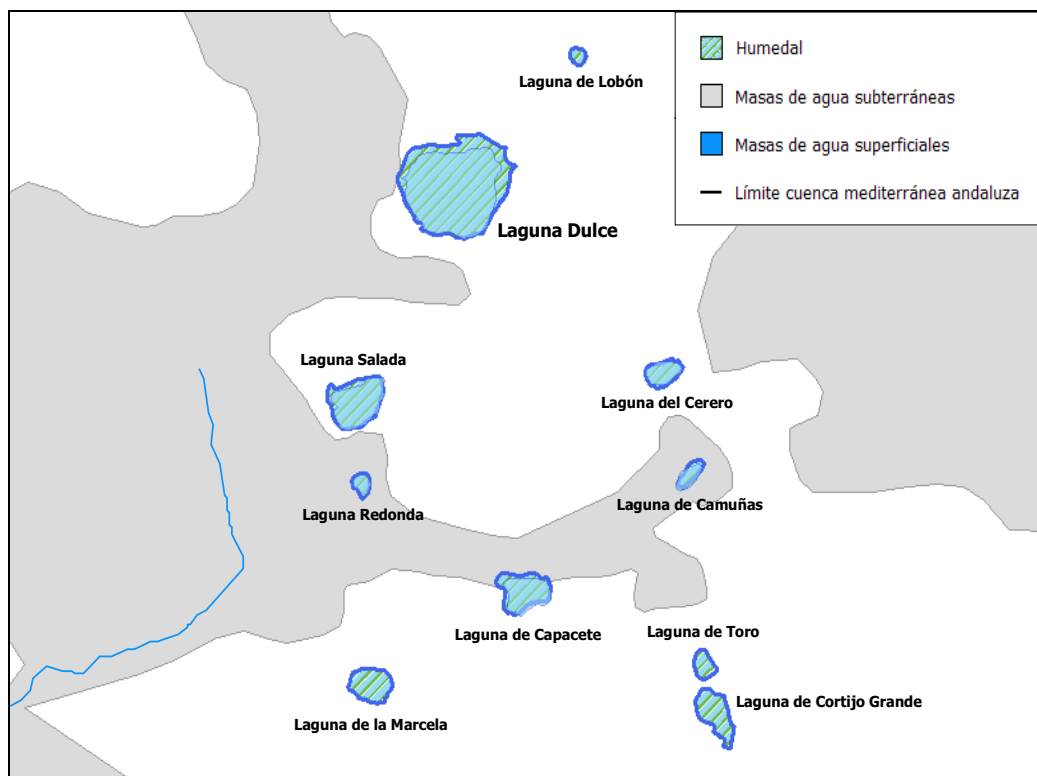 Laguna de Lobón
Humedal
Masas de agua subterráneas
Masas de agua superficiales
Límite cuenca mediterránea andaluza
Laguna Dulce
Laguna Salada
Laguna del Cerero
Laguna Redonda
Laguna de Camuñas
Laguna de Capacete
Laguna de Toro
Laguna de la Marcela
Laguna de Cortijo Grande